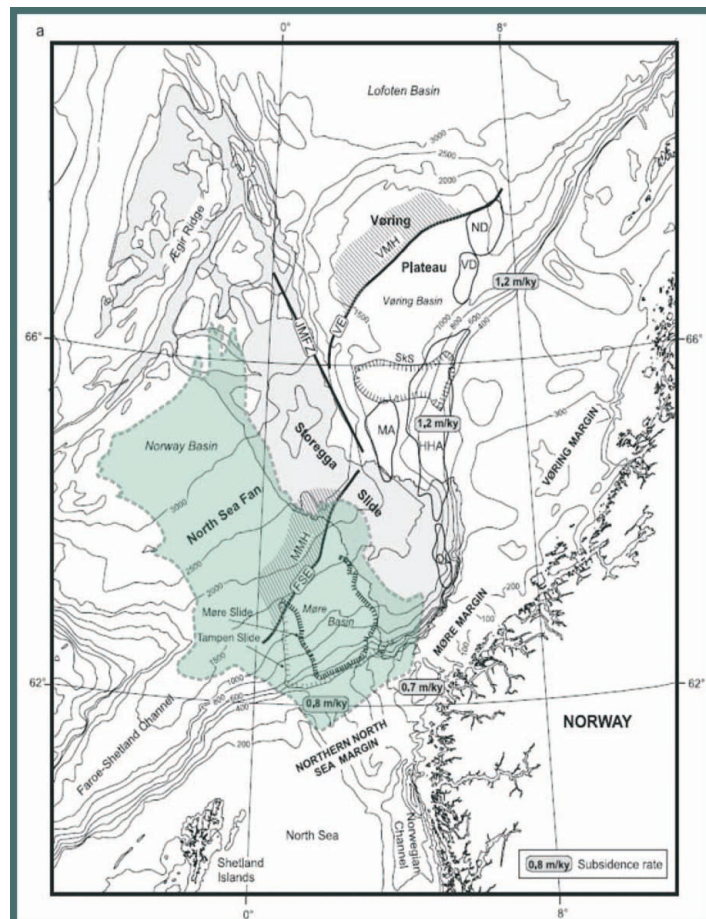 a
0°
8°
Lofoten Basin
3000
2500
2000
Ægir Ridge
Vøring
VMH
ND
Plateau
VD
1,2 m/ky
Vøring Basin
1500
VE
JMFZ
1000
800
600
400
66°
66°
SkS
300
MA
1,2 m/ky
HHA
VØRING MARGIN
Norway Basin
Storegga
Slide
North Sea Fan
3000
2500
MMH
2000
FSE
200
Møre Slide
Møre
Basin
MØRE MARGIN
100
Tampen Slide
1500
62°
62°
0.7 m/ky
1000
800
600
400
0,8 m/ky
Faroe-Shetland Channel
200
NORTHERN NORTH
SEA MARGIN
NORWAY
North Sea
Norwegian
Channel
Shetland
Islands
0,8 m/ky Subsidence rate
0°
8°